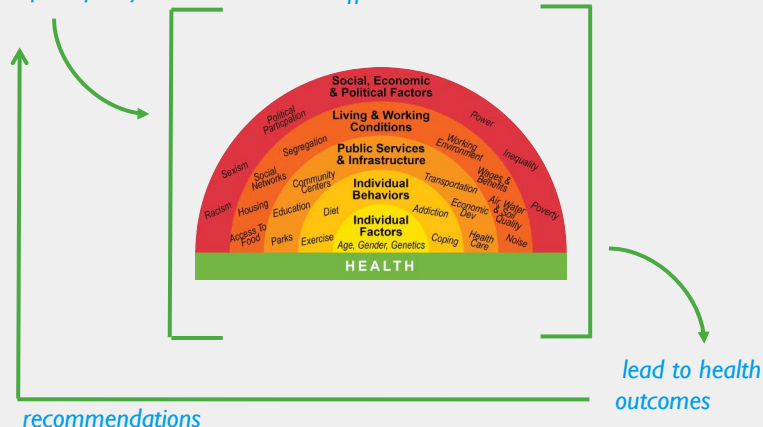 Social, Economic
& Political Factors
Political
Particpation
Power
Living & Working
Conditions
Segregation
Working
Environment
Inequality
Sexism
Public Services
& Infrastructure
Social
Networks
Community
Centers
Transportation
Wages &
Benefits
Individual
Behaviors
Racism
Housing
Education
Diet
Addiction
Economic
Dev
Air, Water
& Soil
Quality
Poverty
Individual
Factors
Access To
Food
Parks
Exercise
Age, Gender, Genetics
Coping
Health
Care
Noise
HEALTH
lead to health
outcomes
recommendations